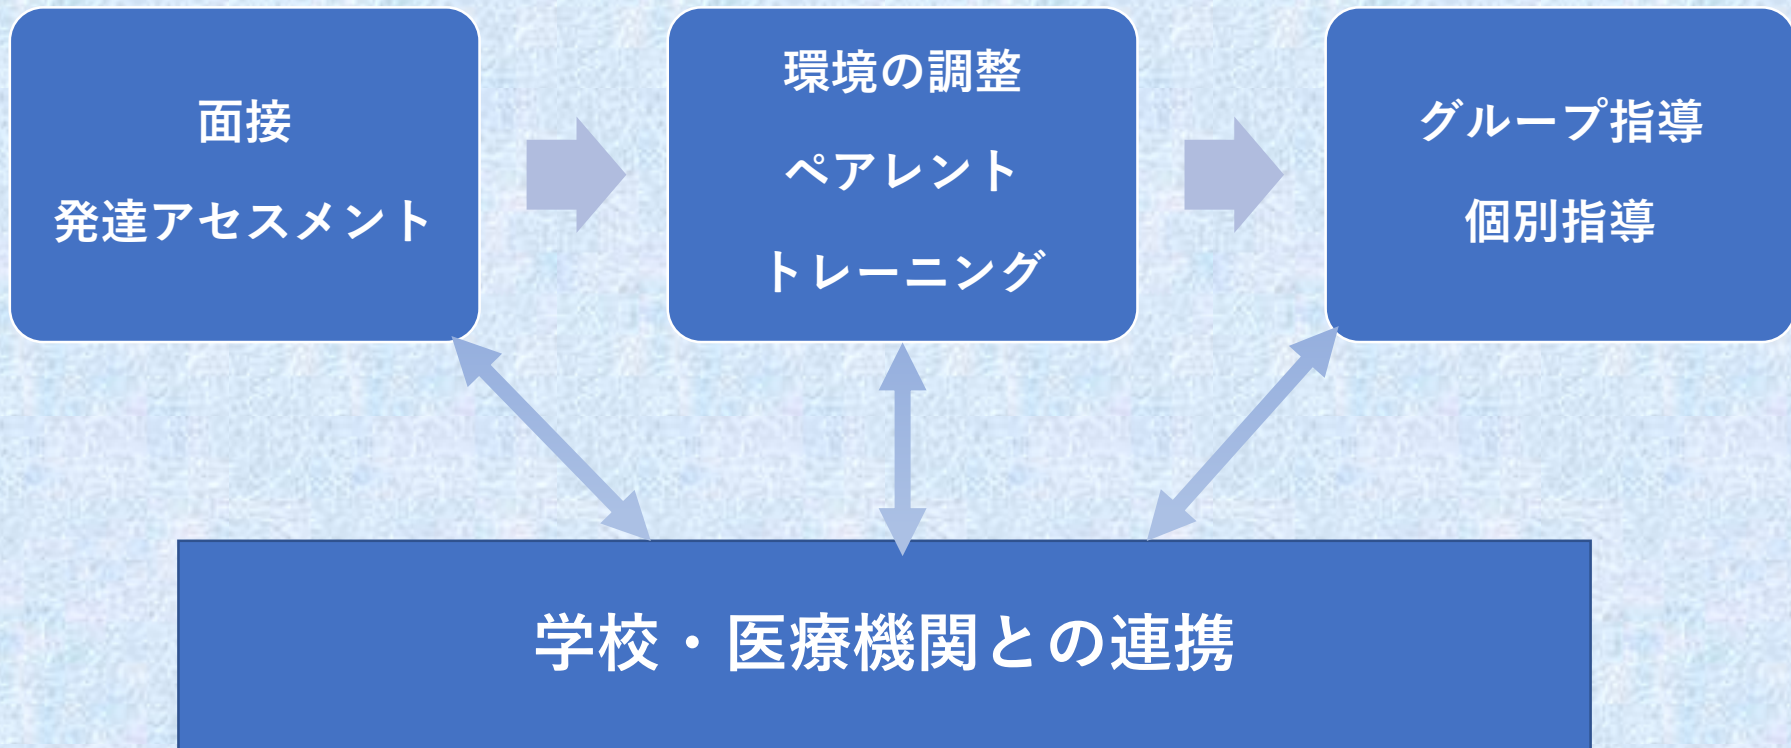 面接
発達アセスメント
環境の調整
ペアレント
トレーニング
グループ指導
個別指導
学校・医療機関との連携